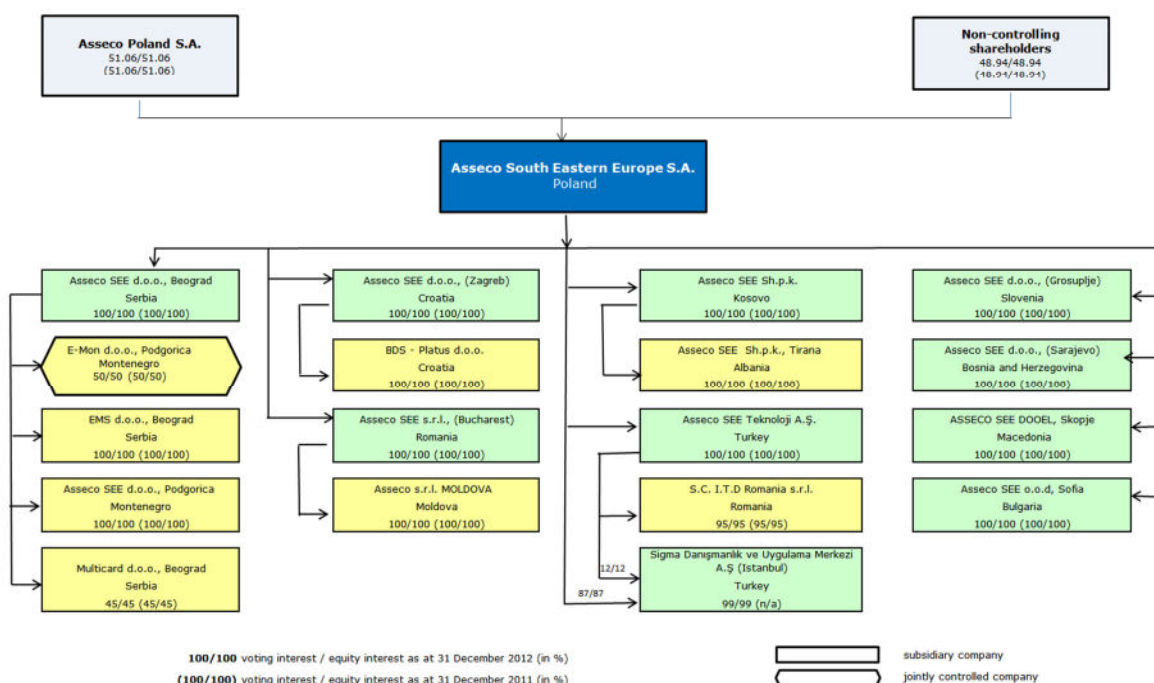 Asseco Poland S.A.
51.06/51.06
(51.06/51.06)
Non-controlling
shareholders
48.94/48.94
(48.94/48.94)
Asseco South Eastern Europe S.A.
Poland
Asseco SEE d.o.o., Beograd
Serbia
100/100 (100/100)
E-Mon d.o.o., Podgorica
Montenegro
50/50 (50/50)
EMS d.o.o., Beograd
Serbia
100/100 (100/100)
Asseco SEE d.o.o., Podgorica
Montenegro
100/100 (100/100)
Multicard d.o.o., Beograd
Serbia
45/45 (45/45)
Asseco SEE d.o.o., (Zagreb)
Croatia
100/100 (100/100)
BDS - Platus d.o.o.
Croatia
100/100 (100/100)
Asseco SEE s.r.l., (Bucharest)
Romania
100/100 (100/100)
Asseco s.r.l. MOLDOVA
Moldova
100/100 (100/100)
Asseco SEE Sh.p.k.
Kosovo
100/100 (100/100)
Asseco SEE Sh.p.k., Tirana
Albania
100/100 (100/100)
Asseco SEE Teknoloji A.Ş.
Turkey
100/100 (100/100)
S.C. I.T.D Romania s.r.l.
Romania
95/95 (95/95)
12/12
87/87
Sigma Danışmanlık ve Uygulama Merkezi
A.Ş (Istanbul)
Turkey
99/99 (n/a)
Asseco SEE d.o.o., (Grosuplje)
Slovenia
100/100 (100/100)
Asseco SEE d.o.o., (Sarajevo)
Bosnia and Herzegovina
100/100 (100/100)
ASSECO SEE DOOEL, Skopje
Macedonia
100/100 (100/100)
Asseco SEE o.o.d, Sofia
Bulgaria
100/100 (100/100)
100/100 voting interest / equity interest as at 31 December 2012 (in %)
(100/100) voting interest / equity interest as at 31 December 2011 (in %)
subsidiary company
jointly controlled company